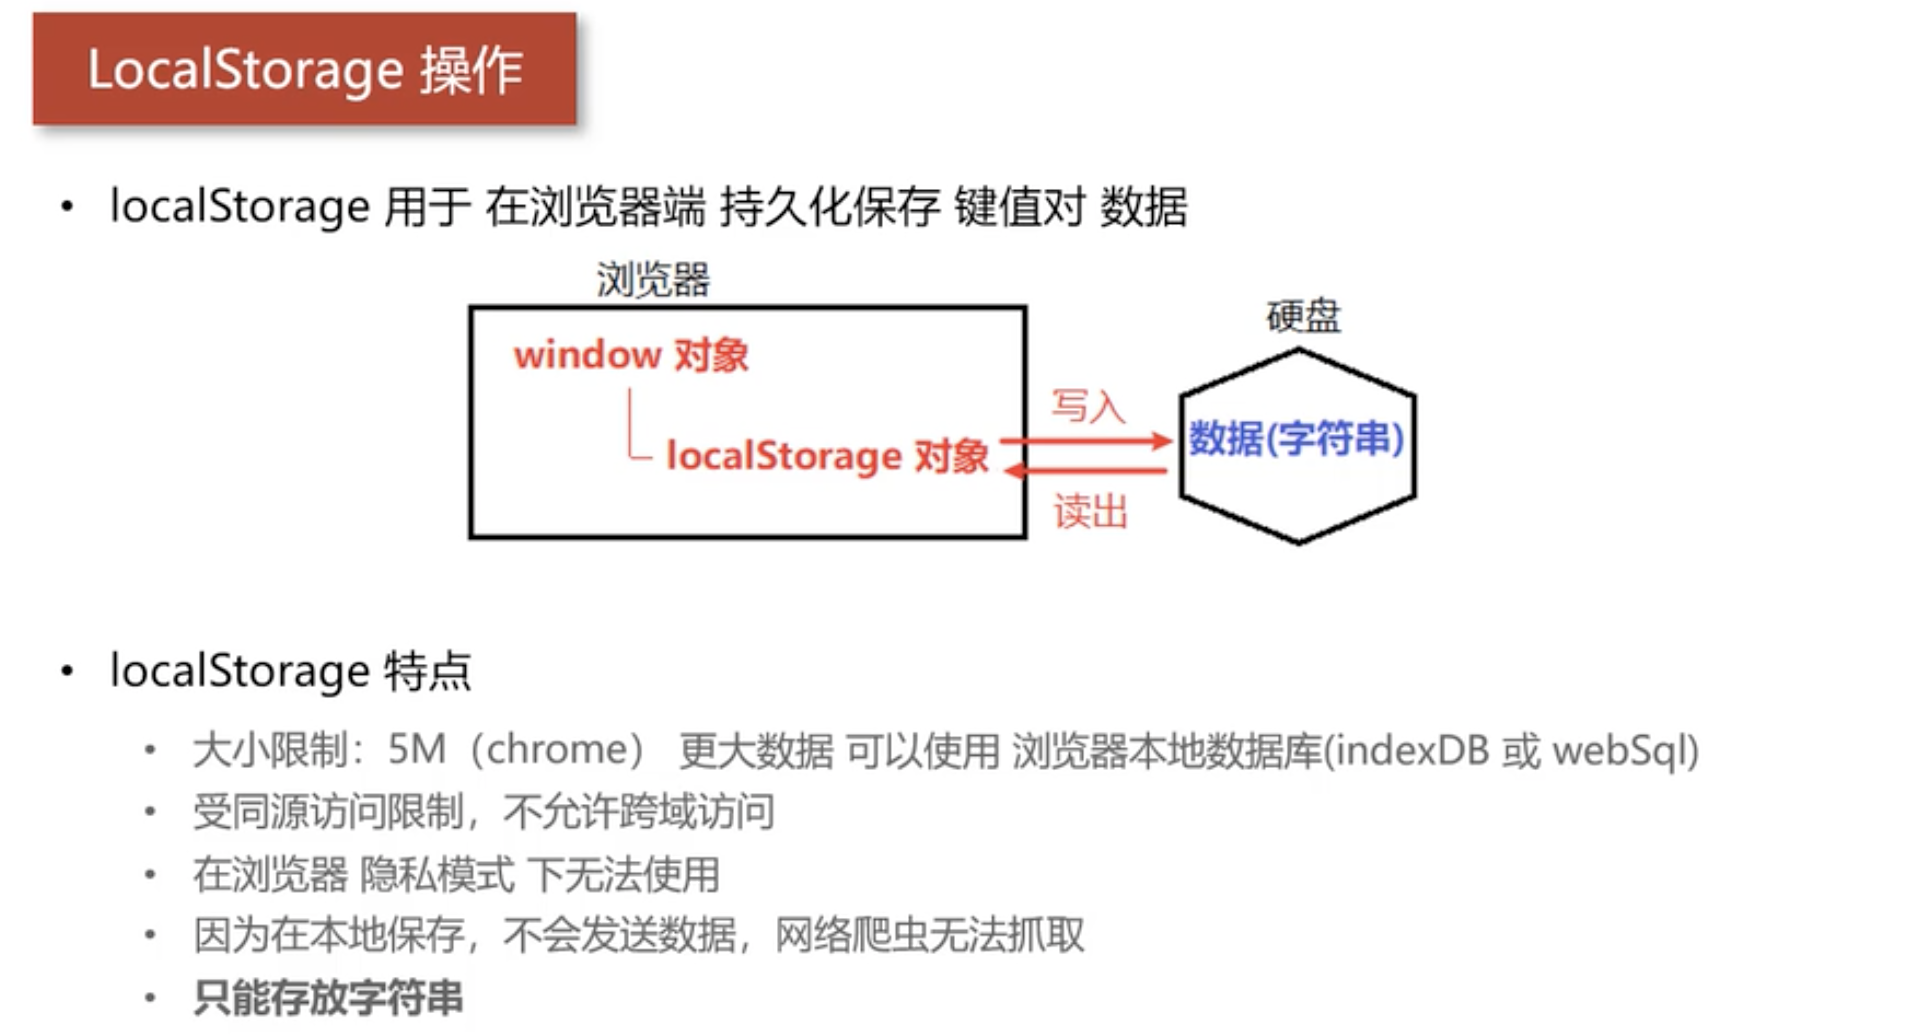 LocalStorage 操作
• localStorage 用于 在浏览器端 持久化保存 键值对 数据
浏览器
硬盘
window 对象
写入
数据(字符串)
localStorage 对象
读出
• localStorage 特点
• 大小限制：5M（chrome） 更大数据 可以使用 浏览器本地数据库(indexDB 或 webSql)
• 受同源访问限制，不允许跨域访问
• 在浏览器 隐私模式 下无法使用
• 因为在本地保存，不会发送数据，网络爬虫无法抓取
• 只能存放字符串